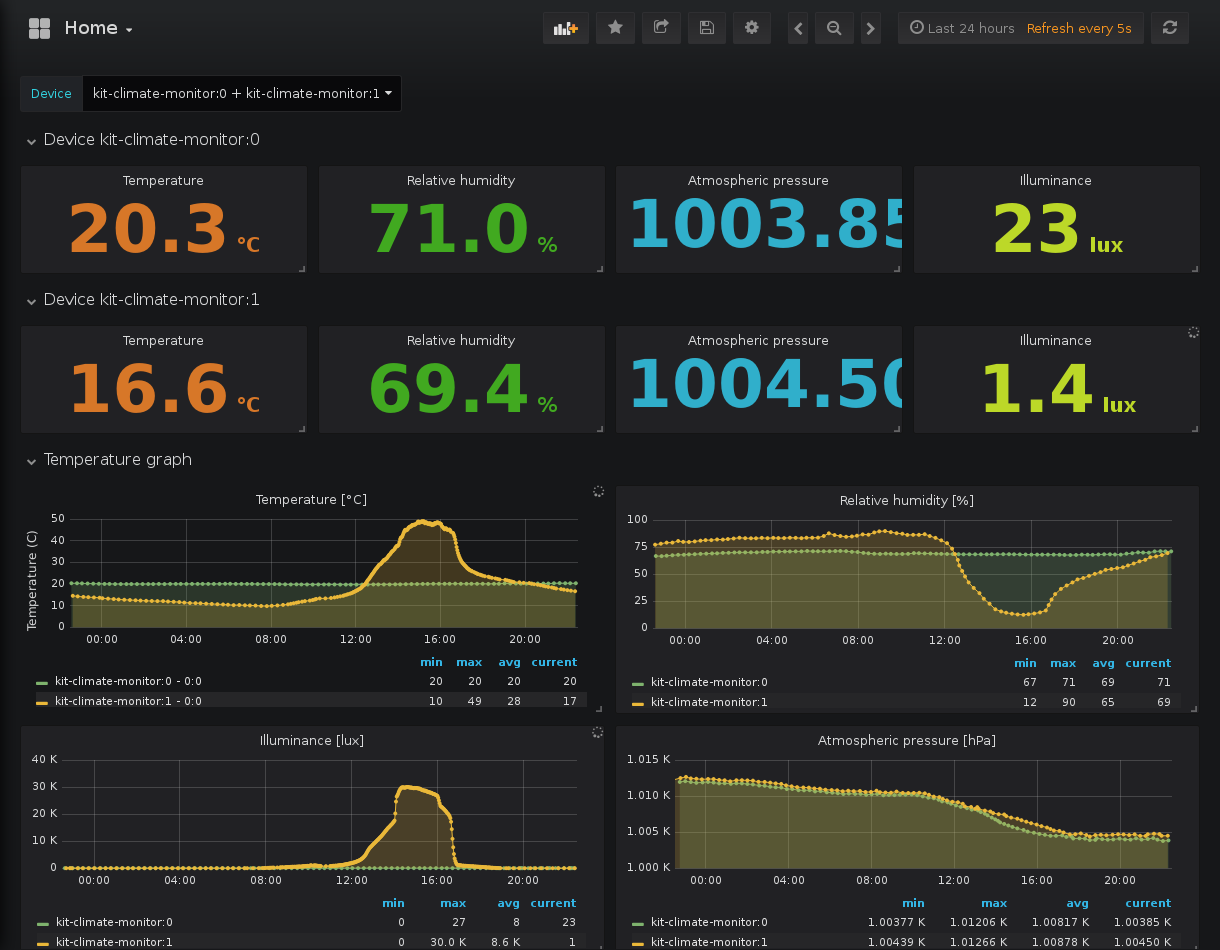 Home
Last 24 hours Refresh every 5s
Device kit-climate-monitor:0 + kit-climate-monitor:1
Device kit-climate-monitor:0
Temperature Relative humidity Atmospheric pressure Illuminance
20.3 °C 71.0 % 1003.85 23 lux
Device kit-climate-monitor:1
Temperature Relative humidity Atmospheric pressure Illuminance
16.6 °C 69.4 % 1004.50 1.4 lux
Temperature graph
Temperature [°C]
Temperature (C)
50
40
30
20
10
0
00:00 04:00 08:00 12:00 16:00 20:00
min max avg current
kit-climate-monitor:0 - 0:0 20 20 20 20
kit-climate-monitor:1 - 0:0 10 49 28 17
Relative humidity [%]
100
75
50
25
0
00:00 04:00 08:00 12:00 16:00 20:00
min max avg current
kit-climate-monitor:0 67 71 69 71
kit-climate-monitor:1 12 90 65 69
Illuminance [lux]
40 K
30 K
20 K
10 K
0
00:00 04:00 08:00 12:00 16:00 20:00
min max avg current
kit-climate-monitor:0 0 27 8 23
kit-climate-monitor:1 0 30.0 K 8.6 K 1
Atmospheric pressure [hPa]
1.015 K
1.010 K
1.005 K
1.000 K
00:00 04:00 08:00 12:00 16:00 20:00
min max avg current
kit-climate-monitor:0 1.00377 K 1.01206 K 1.00817 K 1.00385 K
kit-climate-monitor:1 1.00439 K 1.01266 K 1.00878 K 1.00450 K